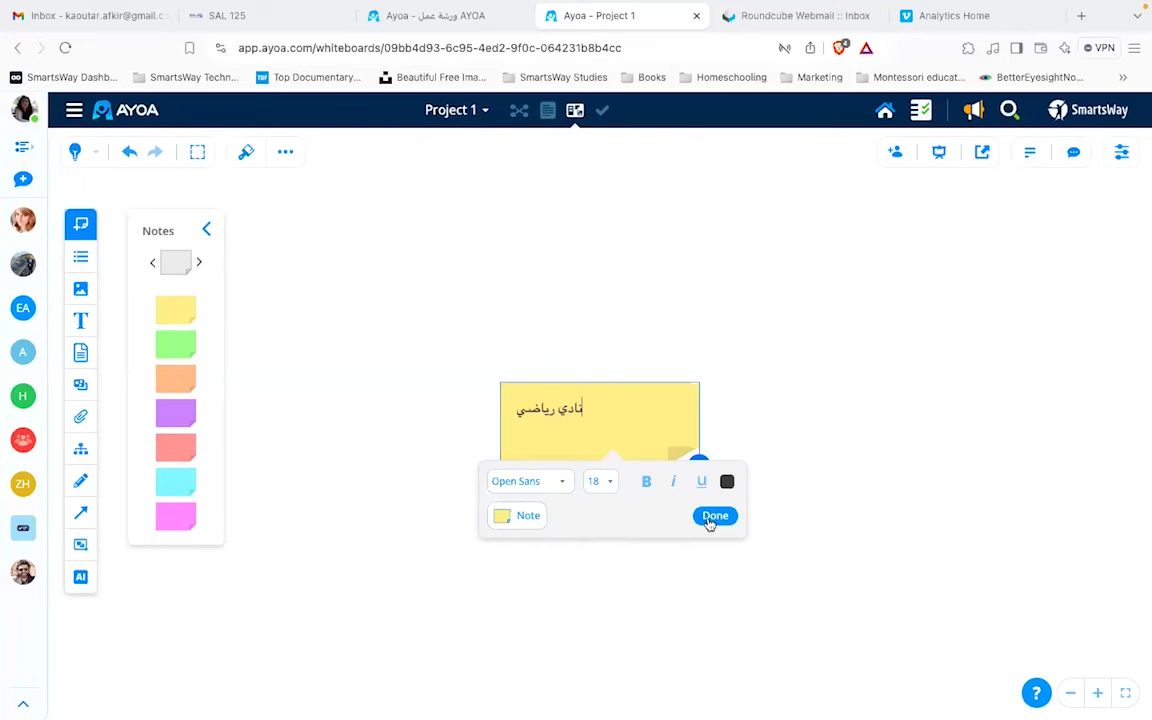 Inbox - kaoutar.afkir@gmail.c
SAL 125
Ayoa - ورشة عمل AYOA
Ayoa - Project 1
Roundcube Webmail :: Inbox
Analytics Home
app.ayoa.com/whiteboards/09bb4d93-6c95-4ed2-9f0c-064231b8b4cc
4
VPN
SmartsWay Dashb...
SmartsWay Techn...
Top Documentary...
Beautiful Free Ima...
SmartsWay Studies
Books
Homeschooling
Marketing
Montessori educat...
BetterEyesightNo...
AYOA
Project 1
SmartsWay
Notes
EA
A
H
ZH
T
AI
نادي رياضي
Open Sans
18
B
i
U
Note
Done
?